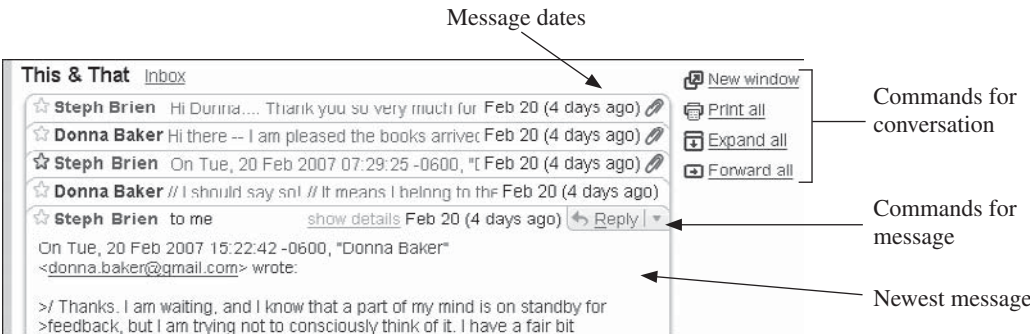 Message dates
This & That Inbox
New window
Steph Brien Hi Donna.... Thank you so very much for Feb 20 (4 days ago)
Print all
Commands for
conversation
Donna Baker Hi there -- I am pleased the books arrived Feb 20 (4 days ago)
Expand all
Steph Brien On Tue, 20 Feb 2007 07:29:25 -0600, "D Feb 20 (4 days ago)
Forward all
Donna Baker // I should say so! // It means I belong to the Feb 20 (4 days ago)
Steph Brien to me show details Feb 20 (4 days ago) Reply
Commands for
message
On Tue, 20 Feb 2007 15:22:42 -0600, "Donna Baker"
<donna.baker@gmail.com> wrote:
Newest message
>/ Thanks. I am waiting, and I know that a part of my mind is on standby for
>feedback, but I am trying not to consciously think of it. I have a fair bit